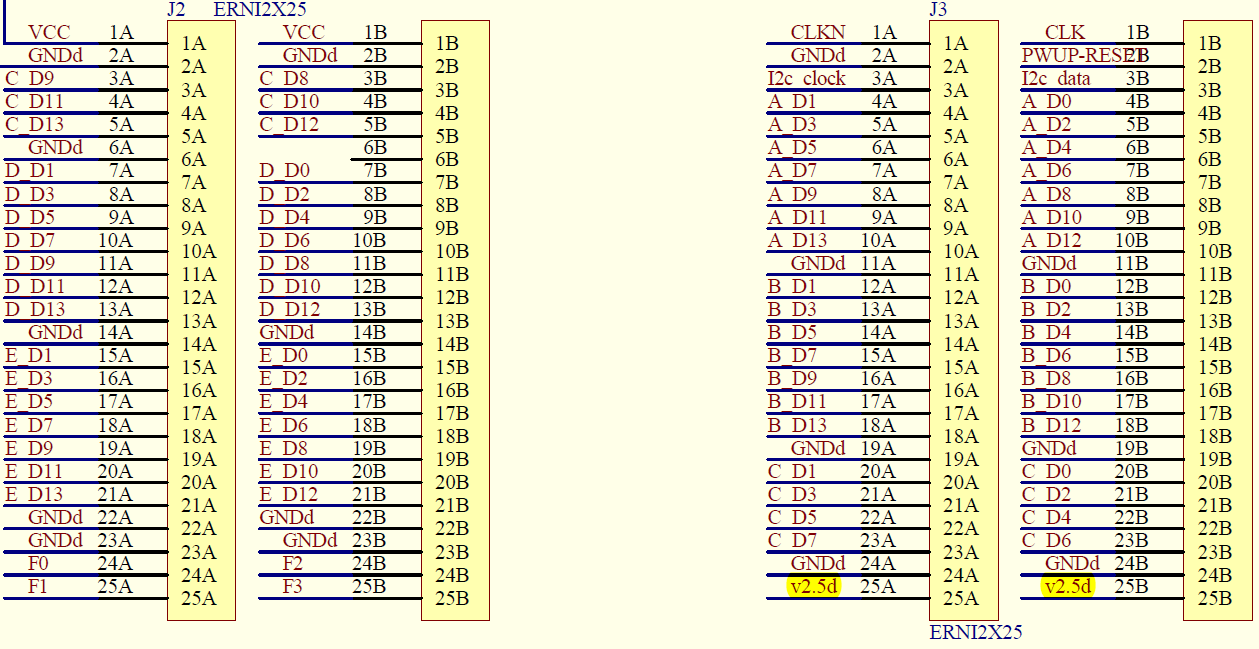 J2 ERNI2X25 J3
VCC 1A 1A VCC 1B 1B CLKN 1A 1A CLK 1B 1B
GNDd 2A 2A GNDd 2B 2B GNDd 2A 2A PWUP-RESET 2B 2B
C_D9 3A 3A C_D8 3B 3B I2c_clock 3A 3A I2c_data 3B 3B
C_D11 4A 4A C_D10 4B 4B A_D1 4A 4A A_D0 4B 4B
C_D13 5A 5A C_D12 5B 5B A_D3 5A 5A A_D2 5B 5B
GNDd 6A 6A 6B 6B A_D5 6A 6A A_D4 6B 6B
D_D1 7A 7A D_D0 7B 7B A_D7 7A 7A A_D6 7B 7B
D_D3 8A 8A D_D2 8B 8B A_D9 8A 8A A_D8 8B 8B
D_D5 9A 9A D_D4 9B 9B A_D11 9A 9A A_D10 9B 9B
D_D7 10A 10A D_D6 10B 10B A_D13 10A 10A A_D12 10B 10B
D_D9 11A 11A D_D8 11B 11B GNDd 11A 11A GNDd 11B 11B
D_D11 12A 12A D_D10 12B 12B B_D1 12A 12A B_D0 12B 12B
D_D13 13A 13A D_D12 13B 13B B_D3 13A 13A B_D2 13B 13B
GNDd 14A 14A GNDd 14B 14B B_D5 14A 14A B_D4 14B 14B
E_D1 15A 15A E_D0 15B 15B B_D7 15A 15A B_D6 15B 15B
E_D3 16A 16A E_D2 16B 16B B_D9 16A 16A B_D8 16B 16B
E_D5 17A 17A E_D4 17B 17B B_D11 17A 17A B_D10 17B 17B
E_D7 18A 18A E_D6 18B 18B B_D13 18A 18A B_D12 18B 18B
E_D9 19A 19A E_D8 19B 19B GNDd 19A 19A GNDd 19B 19B
E_D11 20A 20A E_D10 20B 20B C_D1 20A 20A C_D0 20B 20B
E_D13 21A 21A E_D12 21B 21B C_D3 21A 21A C_D2 21B 21B
GNDd 22A 22A GNDd 22B 22B C_D5 22A 22A C_D4 22B 22B
GNDd 23A 23A GNDd 23B 23B C_D7 23A 23A C_D6 23B 23B
F0 24A 24A F2 24B 24B GNDd 24A 24A GNDd 24B 24B
F1 25A 25A F3 25B 25B v2.5d 25A 25A v2.5d 25B 25B
ERNI2X25